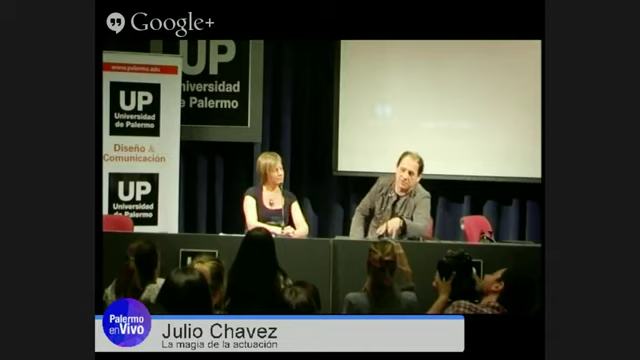 Google+
www.palermo.edu
UP
Universidad
de Palermo
Diseño &
Comunicación
UP
Universidad
de Palermo
UP
Universidad
de Palermo
Palermo
en Vivo
Julio Chavez
La magia de la actuación